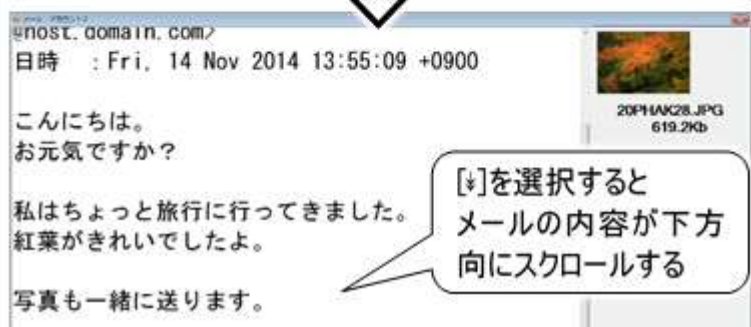 @host.domain.com>
日時　：Fri, 14 Nov 2014 13:55:09 +0900
こんにちは。
お元気ですか？
私はちょっと旅行に行ってきました。
紅葉がきれいでしたよ。
写真も一緒に送ります。
20PHAK28.JPG
619.2Kb
[↡]を選択すると
メールの内容が下方
向にスクロールする